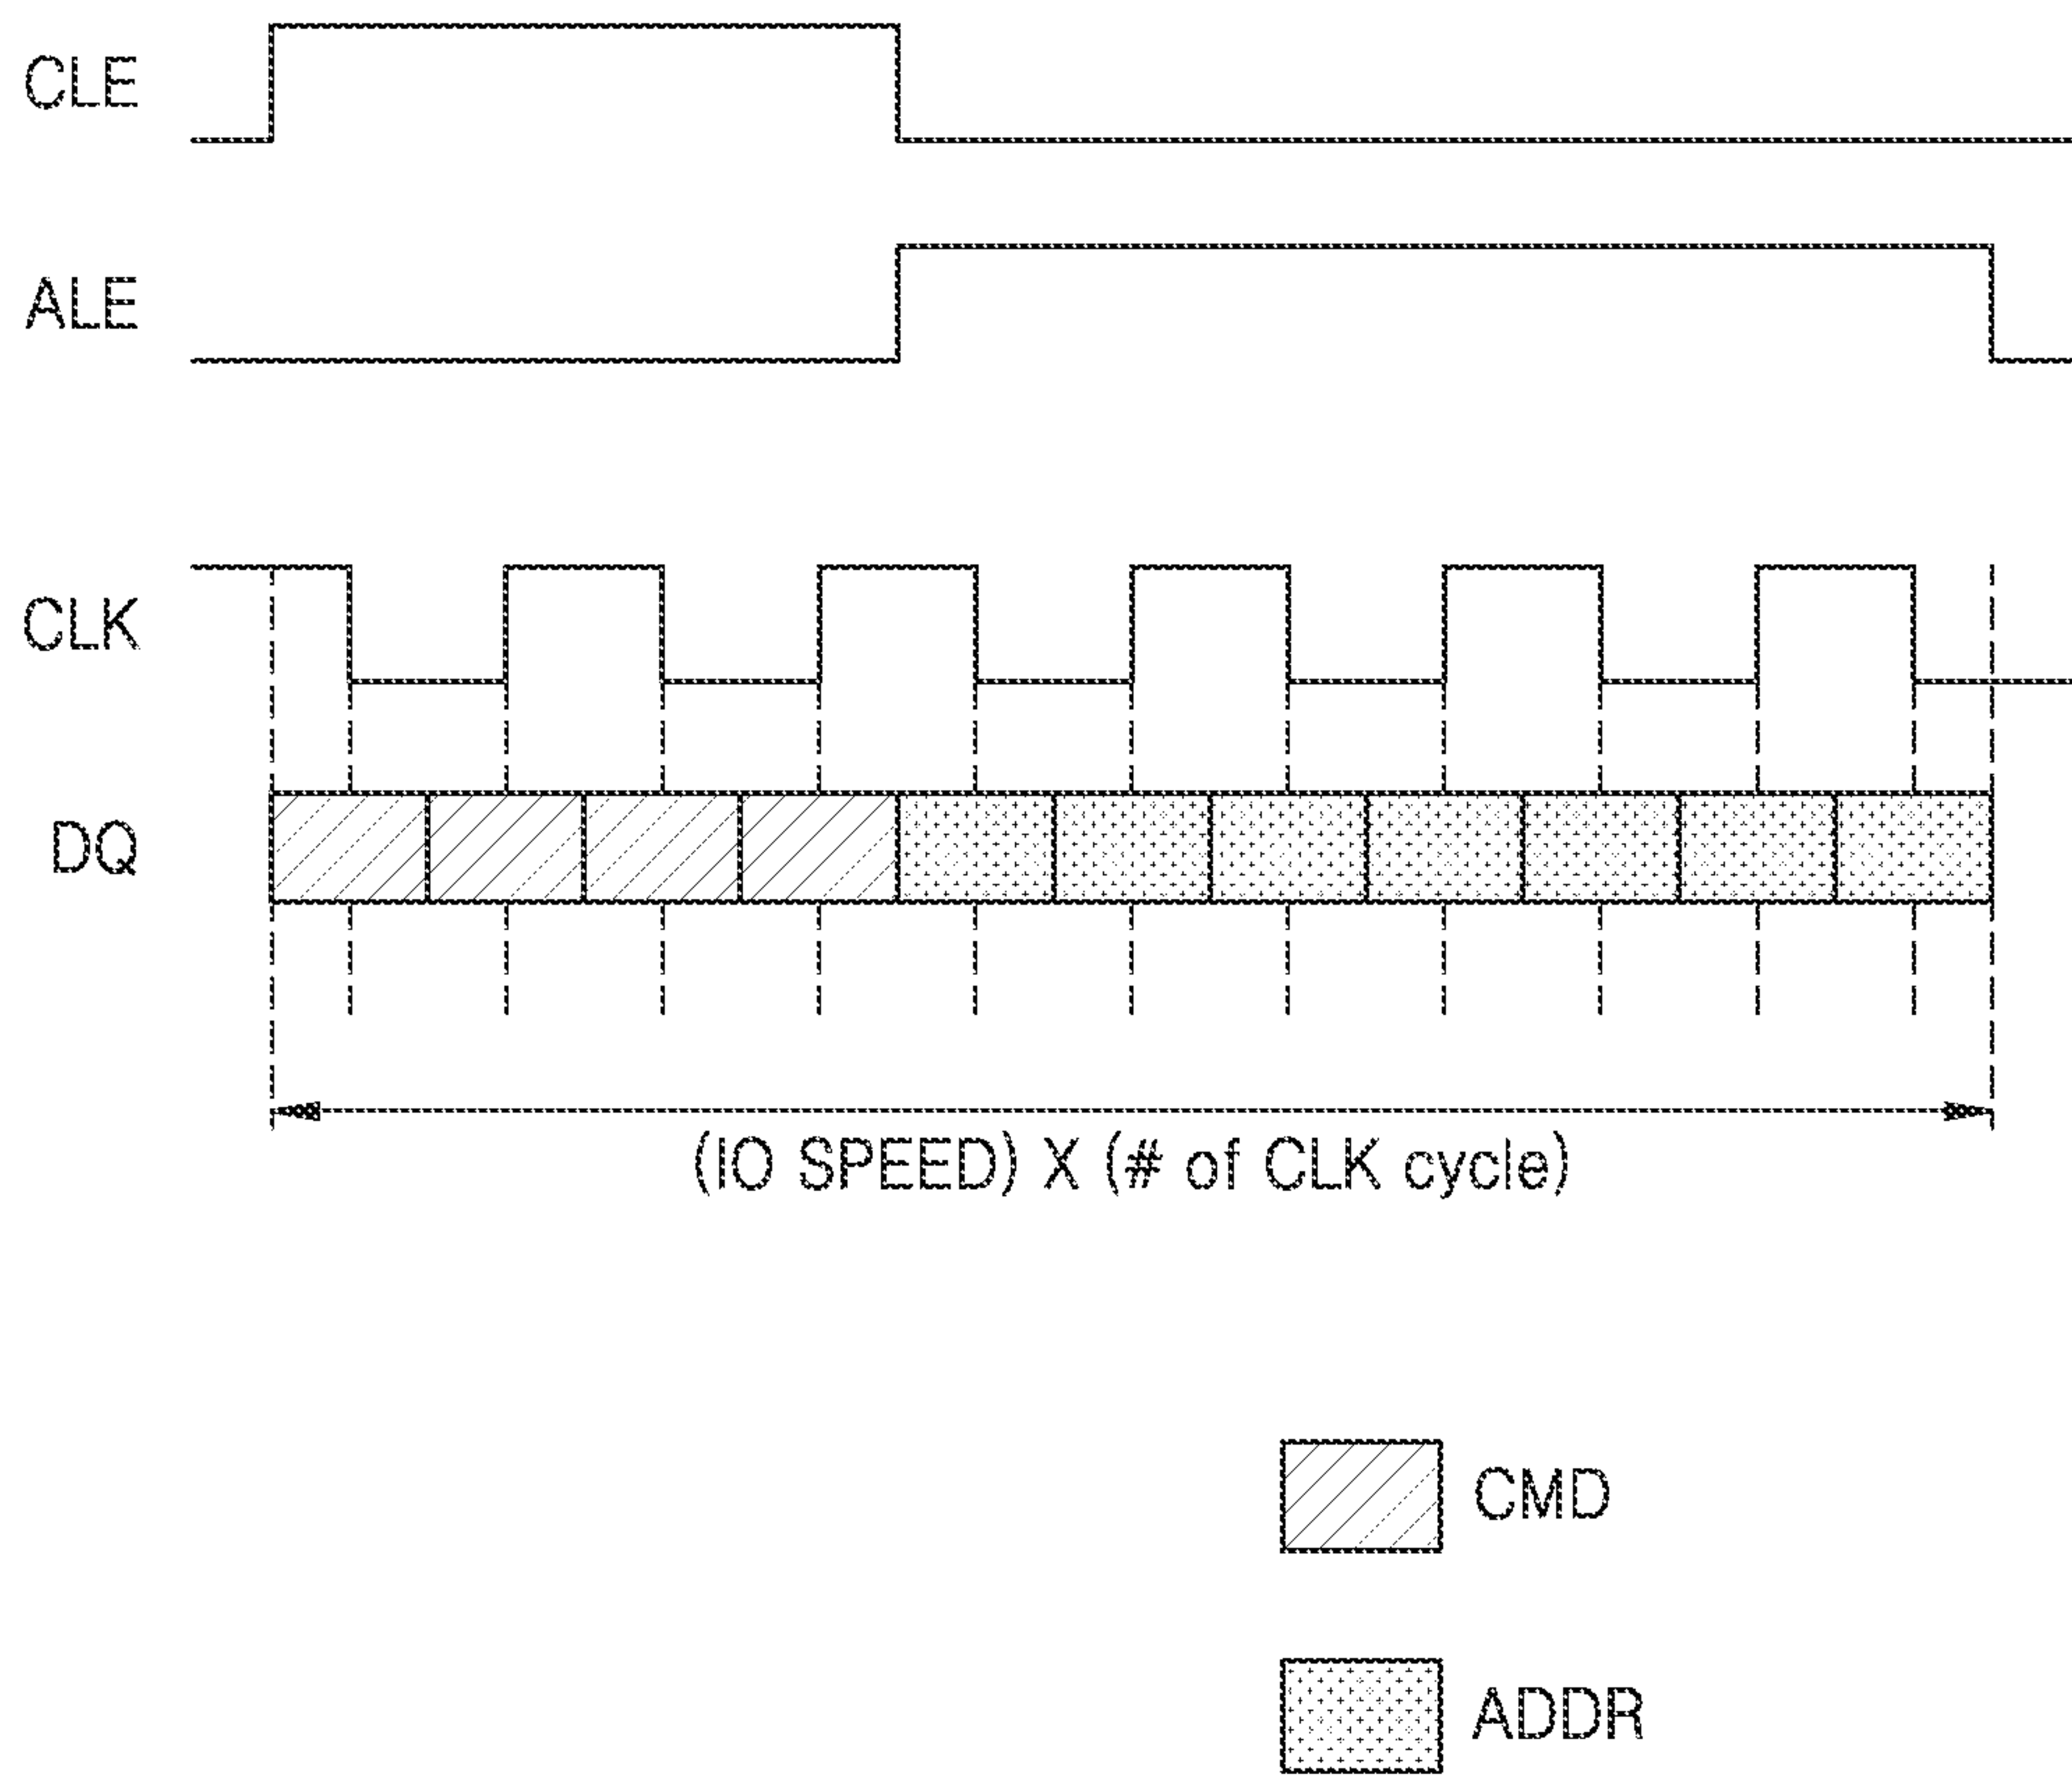 CLE
ALE
CLK
DQ
(IO SPEED) X (# of CLK cycle)
CMD
ADDR